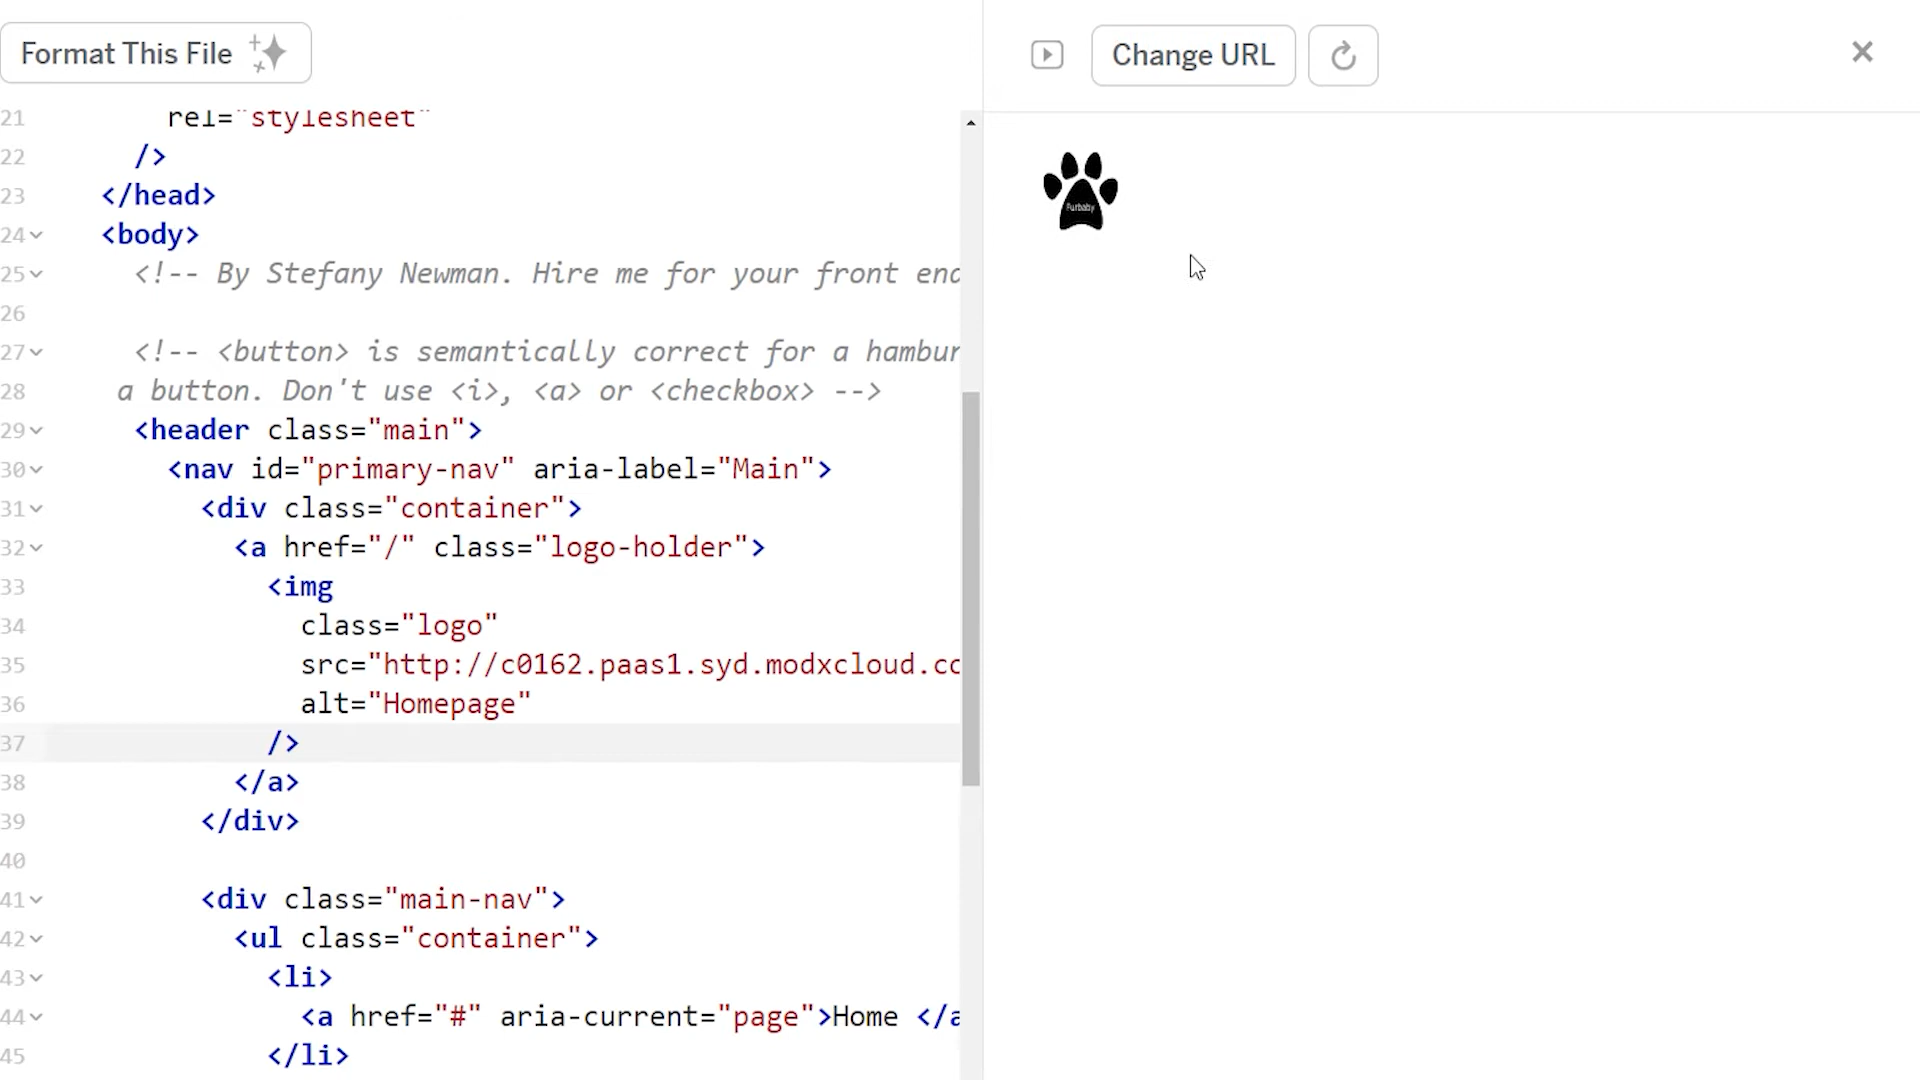 Format This File
Change URL
21 rel="stylesheet"
22 />
23 </head>
24 <body>
25 <!-- By Stefany Newman. Hire me for your front end
26
27 <!-- <button> is semantically correct for a hambur
28 a button. Don't use <i>, <a> or <checkbox> -->
29 <header class="main">
30 <nav id="primary-nav" aria-label="Main">
31 <div class="container">
32 <a href="/" class="logo-holder">
33 <img
34 class="logo"
35 src="http://c0162.paas1.syd.modxcloud.co
36 alt="Homepage"
37 />
38 </a>
39 </div>
40
41 <div class="main-nav">
42 <ul class="container">
43 <li>
44 <a href="#" aria-current="page">Home </a
45 </li>
Furbaby